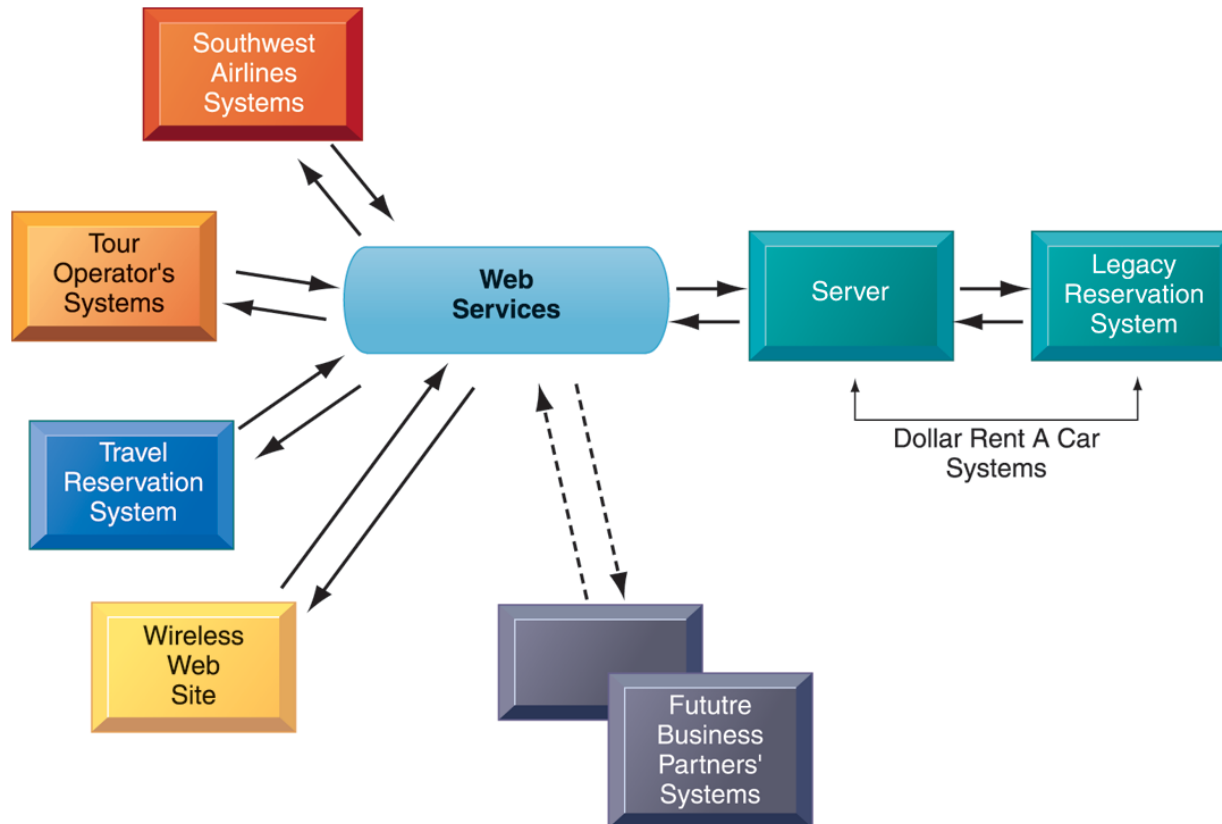 Southwest
Airlines
Systems
Tour
Operator's
Systems
Web
Services
Server
Legacy
Reservation
System
Dollar Rent A Car
Systems
Travel
Reservation
System
Wireless
Web
Site
Fututre
Business
Partners'
Systems